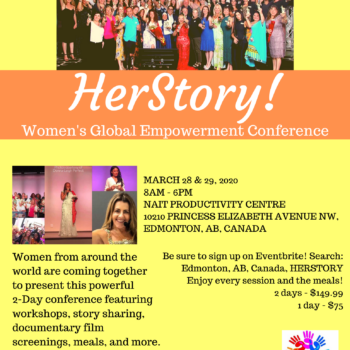 HerStory!
Women's Global Empowerment Conference
MARCH 28 & 29, 2020
8AM - 6PM
NAIT PRODUCTIVITY CENTRE
10210 PRINCESS ELIZABETH AVENUE NW,
EDMONTON, AB, CANADA
Women from around the
world are coming together
to present this powerful
2-Day conference featuring
workshops, story sharing,
documentary film
screenings, meals, and more.
Be sure to sign up on Eventbrite! Search:
Edmonton, AB, Canada, HERSTORY
Enjoy every session and the meals!
2 days - $149.99
1 day - $75